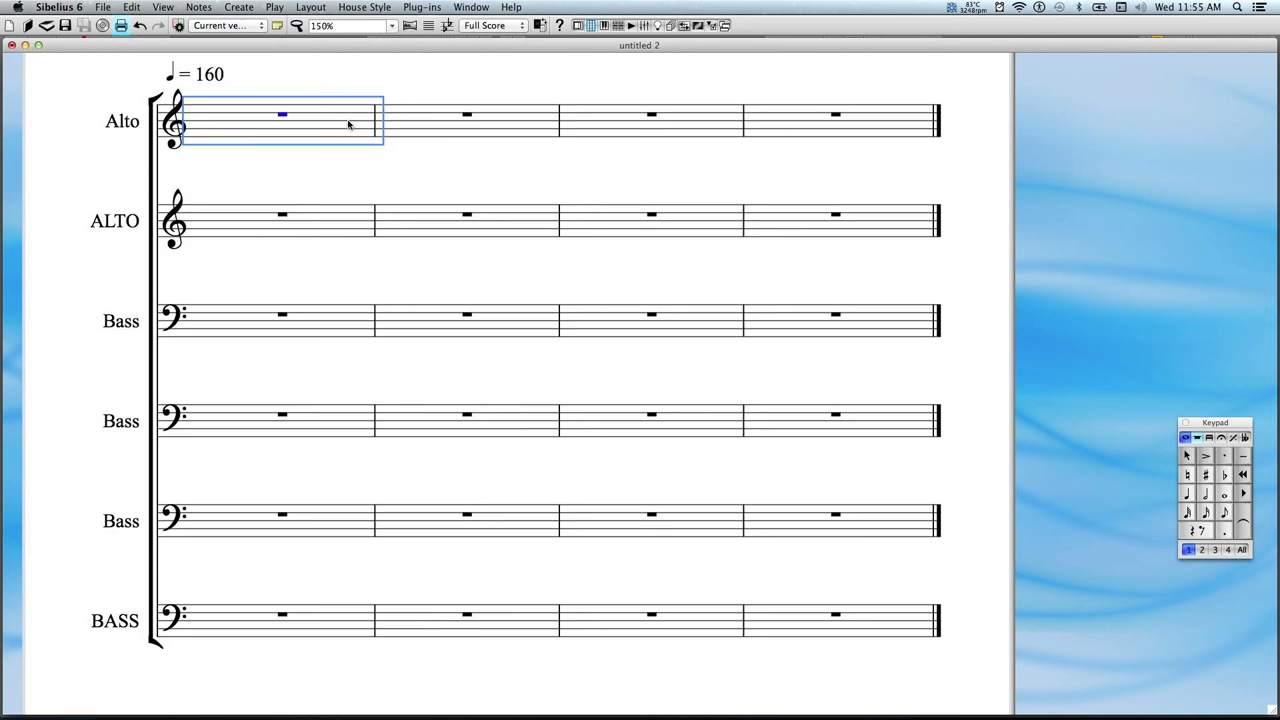 Sibelius 6 File Edit View Notes Create Play Layout House Style Plug-ins Window Help 83°C 3248rpm Wed 11:55 AM
Current ve... 150% Full Score
untitled 2
= 160
Alto
ALTO
Bass
Bass
Bass
BASS
Keypad
1 2 3 4 All